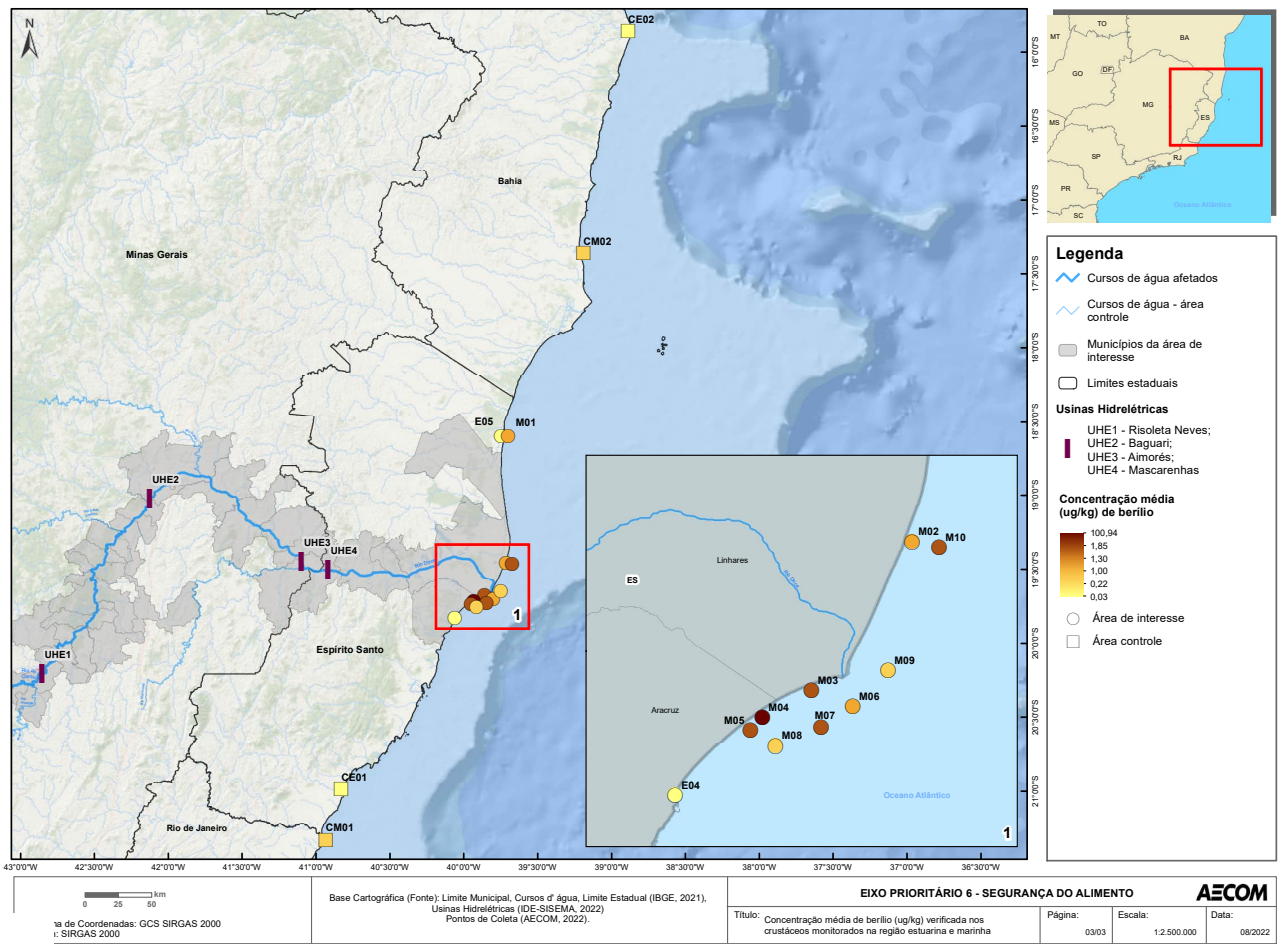 N
CE02
Bahia
CM02
Minas Gerais
E05
M01
UHE2
UHE3
UHE4
Rio Doce
1
UHE1
Espírito Santo
CE01
Rio de Janeiro
CM01
16°0'0"S
16°30'0"S
17°0'0"S
17°30'0"S
18°0'0"S
18°30'0"S
19°0'0"S
19°30'0"S
20°0'0"S
20°30'0"S
21°0'0"S
43°0'0"W
42°30'0"W
42°0'0"W
41°30'0"W
41°0'0"W
40°30'0"W
40°0'0"W
39°30'0"W
39°0'0"W
38°30'0"W
38°0'0"W
37°30'0"W
37°0'0"W
36°30'0"W
M02
M10
Linhares
ES
Rio Doce
M09
M03
M06
M04
Aracruz
M05
M07
M08
E04
Oceano Atlântico
1
TO
MT
BA
DF
GO
MG
MS
ES
SP
RJ
PR
SC
Oceano Atlântico
Legenda
Cursos de água afetados
Cursos de água - área
controle
Municípios da área de
interesse
Limites estaduais
Usinas Hidrelétricas
UHE1 - Risoleta Neves;
UHE2 - Baguari;
UHE3 - Aimorés;
UHE4 - Mascarenhas
Concentração média
(ug/kg) de berílio
100,94
1,85
1,30
1,00
0,22
0,03
Área de interesse
Área controle
km
0 25 50
na de Coordenadas: GCS SIRGAS 2000
: SIRGAS 2000
Base Cartográfica (Fonte): Limite Municipal, Cursos d' água, Limite Estadual (IBGE, 2021),
Usinas Hidrelétricas (IDE-SISEMA, 2022)
Pontos de Coleta (AECOM, 2022).
EIXO PRIORITÁRIO 6 - SEGURANÇA DO ALIMENTO
AECOM
Título: Concentração média de berílio (ug/kg) verificada nos
crustáceos monitorados na região estuarina e marinha
Página:
03/03
Escala:
1:2.500.000
Data:
08/2022